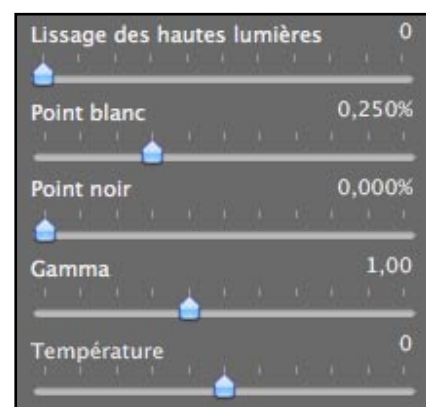 Lissage des hautes lumières 0
Point blanc 0,250%
Point noir 0,000%
Gamma 1,00
Température 0